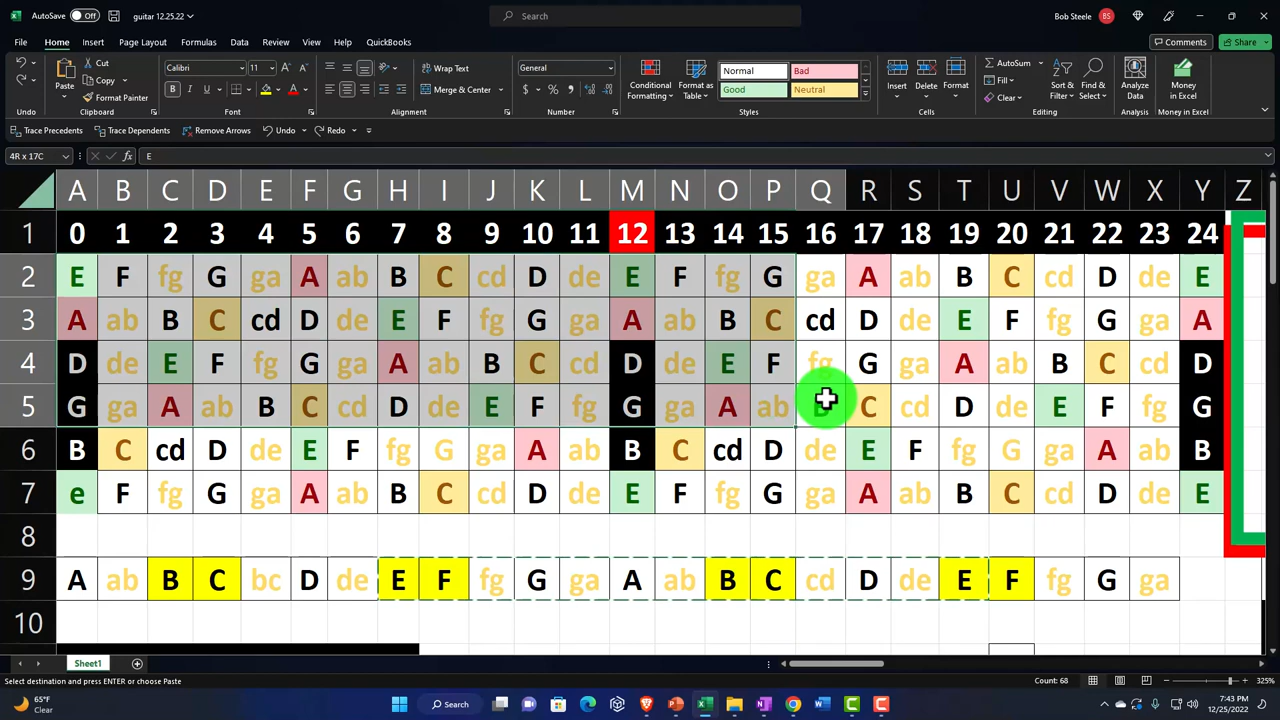 AutoSave Off guitar 12.25.22 Search Bob Steele BS
File Home Insert Page Layout Formulas Data Review View Help QuickBooks Comments Share
Cut Calibri 11 Wrap Text General Normal Bad AutoSum
Paste Copy Conditional Formatting Format as Table Insert Delete Format Fill Sort & Filter Find & Select Analyze Data Money in Excel
Format Painter B I U Merge & Center $ % Good Neutral Clear
Undo Clipboard Font Alignment Number Styles Cells Editing Analysis Money in Excel
Trace Precedents Trace Dependents Remove Arrows Undo Redo
4R x 17C fx E
A B C D E F G H I J K L M N O P Q R S T U V W X Y Z
1 0 1 2 3 4 5 6 7 8 9 10 11 12 13 14 15 16 17 18 19 20 21 22 23 24
2 E F fg G ga A ab B C cd D de E F fg G ga A ab B C cd D de E
3 A ab B C cd D de E F fg G ga A ab B C cd D de E F fg G ga A
4 D de E F fg G ga A ab B C cd D de E F fg G ga A ab B C cd D
5 G ga A ab B C cd D de E F fg G ga A ab B C cd D de E F fg G
6 B C cd D de E F fg G ga A ab B C cd D de E F fg G ga A ab B
7 e F fg G ga A ab B C cd D de E F fg G ga A ab B C cd D de E
8
9 A ab B C bc D de E F fg G ga A ab B C cd D de E F fg G ga
10
Sheet1
Select destination and press ENTER or choose Paste Count: 68 325%
65°F
Clear
Search
7:43 PM
12/25/2022